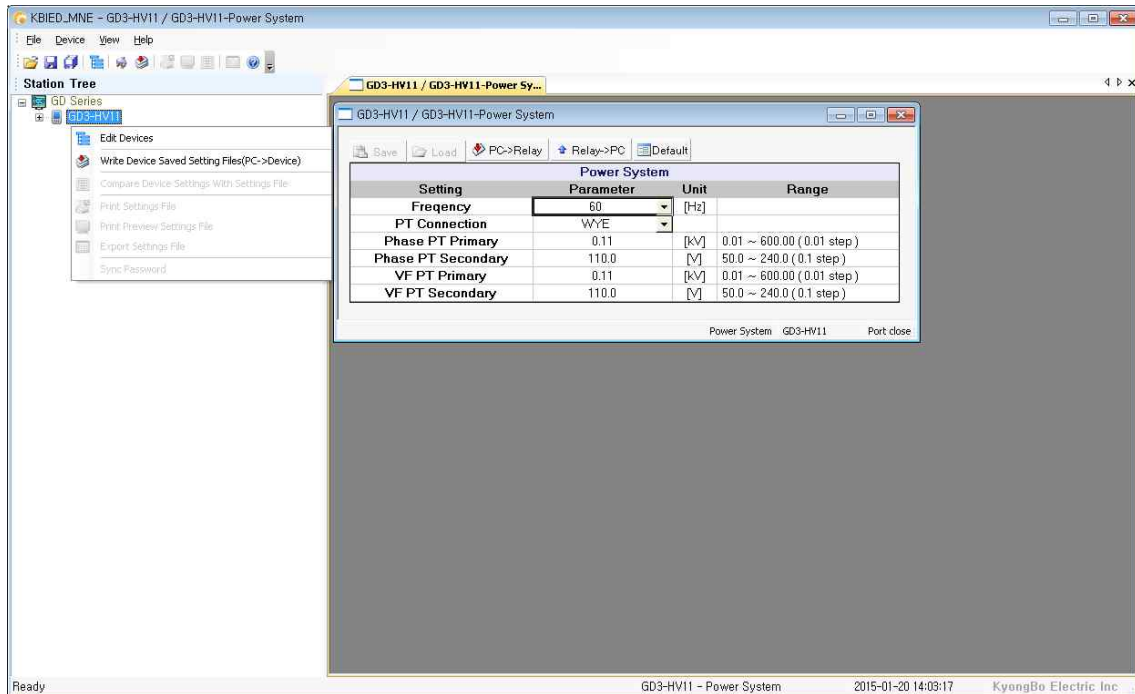 KBIED_MNE - GD3-HV11 / GD3-HV11-Power System
File Device View Help
Station Tree
GD Series
GD3-HV11
Edit Devices
Write Device Saved Setting Files(PC->Device)
Compare Device Settings With Settings File
Print Settings File
Print Preview Settings File
Export Settings File
Sync Password
GD3-HV11 / GD3-HV11-Power Sy...
GD3-HV11 / GD3-HV11-Power System
Save Load PC->Relay Relay->PC Default
Power System
Setting Parameter Unit Range
Freqency 60 [Hz]
PT Connection WYE
Phase PT Primary 0.11 [kV] 0.01 ~ 600.00 ( 0.01 step )
Phase PT Secondary 110.0 [V] 50.0 ~ 240.0 ( 0.1 step )
VF PT Primary 0.11 [kV] 0.01 ~ 600.00 ( 0.01 step )
VF PT Secondary 110.0 [V] 50.0 ~ 240.0 ( 0.1 step )
Power System GD3-HV11 Port close
Ready GD3-HV11 - Power System 2015-01-20 14:03:17 KyongBo Electric Inc